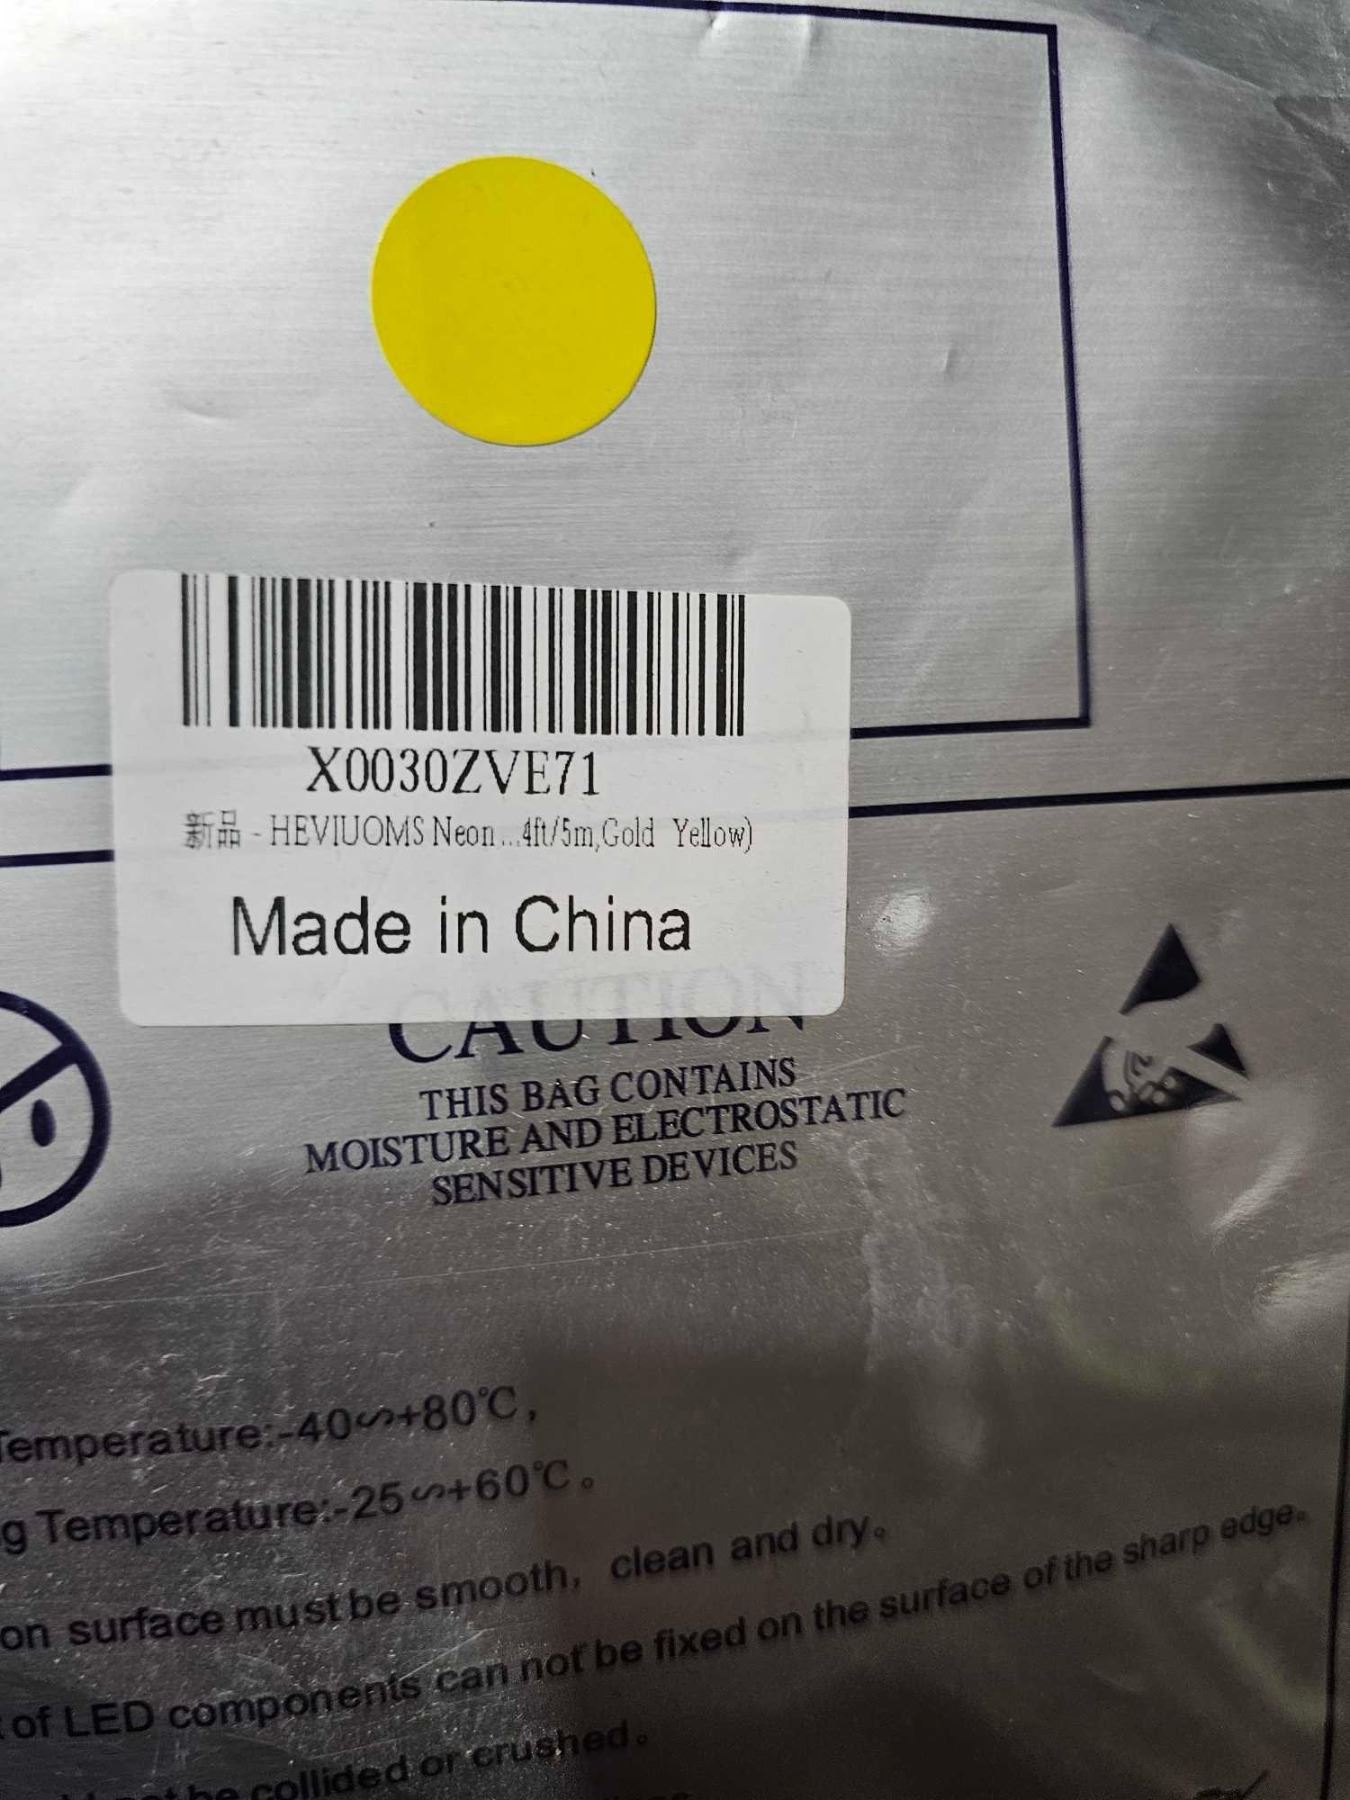 X0030ZVE71
新品 - HEVIUOMS Neon...4ft/5m,Gold Yellow)
Made in China
CAUTION
THIS BAG CONTAINS
MOISTURE AND ELECTROSTATIC
SENSITIVE DEVICES
Temperature:-40∽+80℃,
g Temperature:-25∽+60℃。
on surface must be smooth, clean and dry。
of LED components can not be fixed on the surface of the sharp edge。
be collided or crushed。